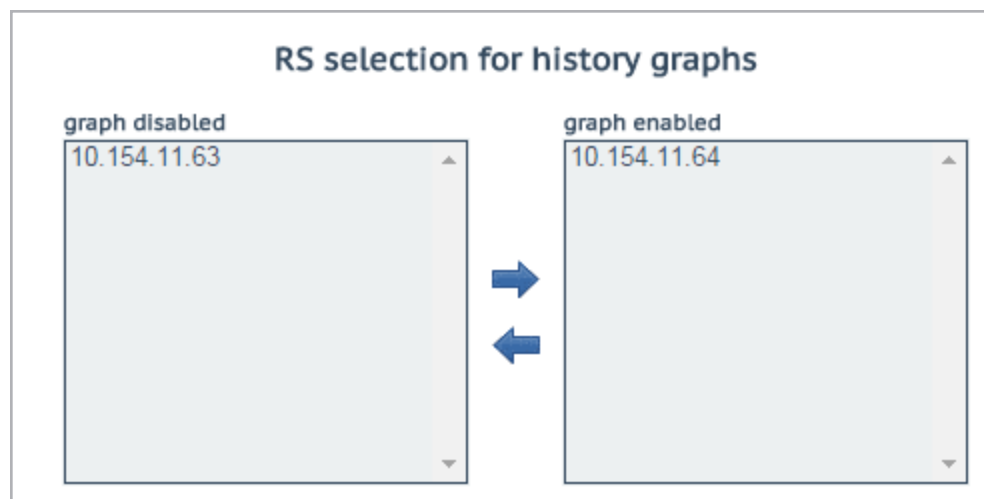 RS selection for history graphs
graph disabled
10.154.11.63
graph enabled
10.154.11.64